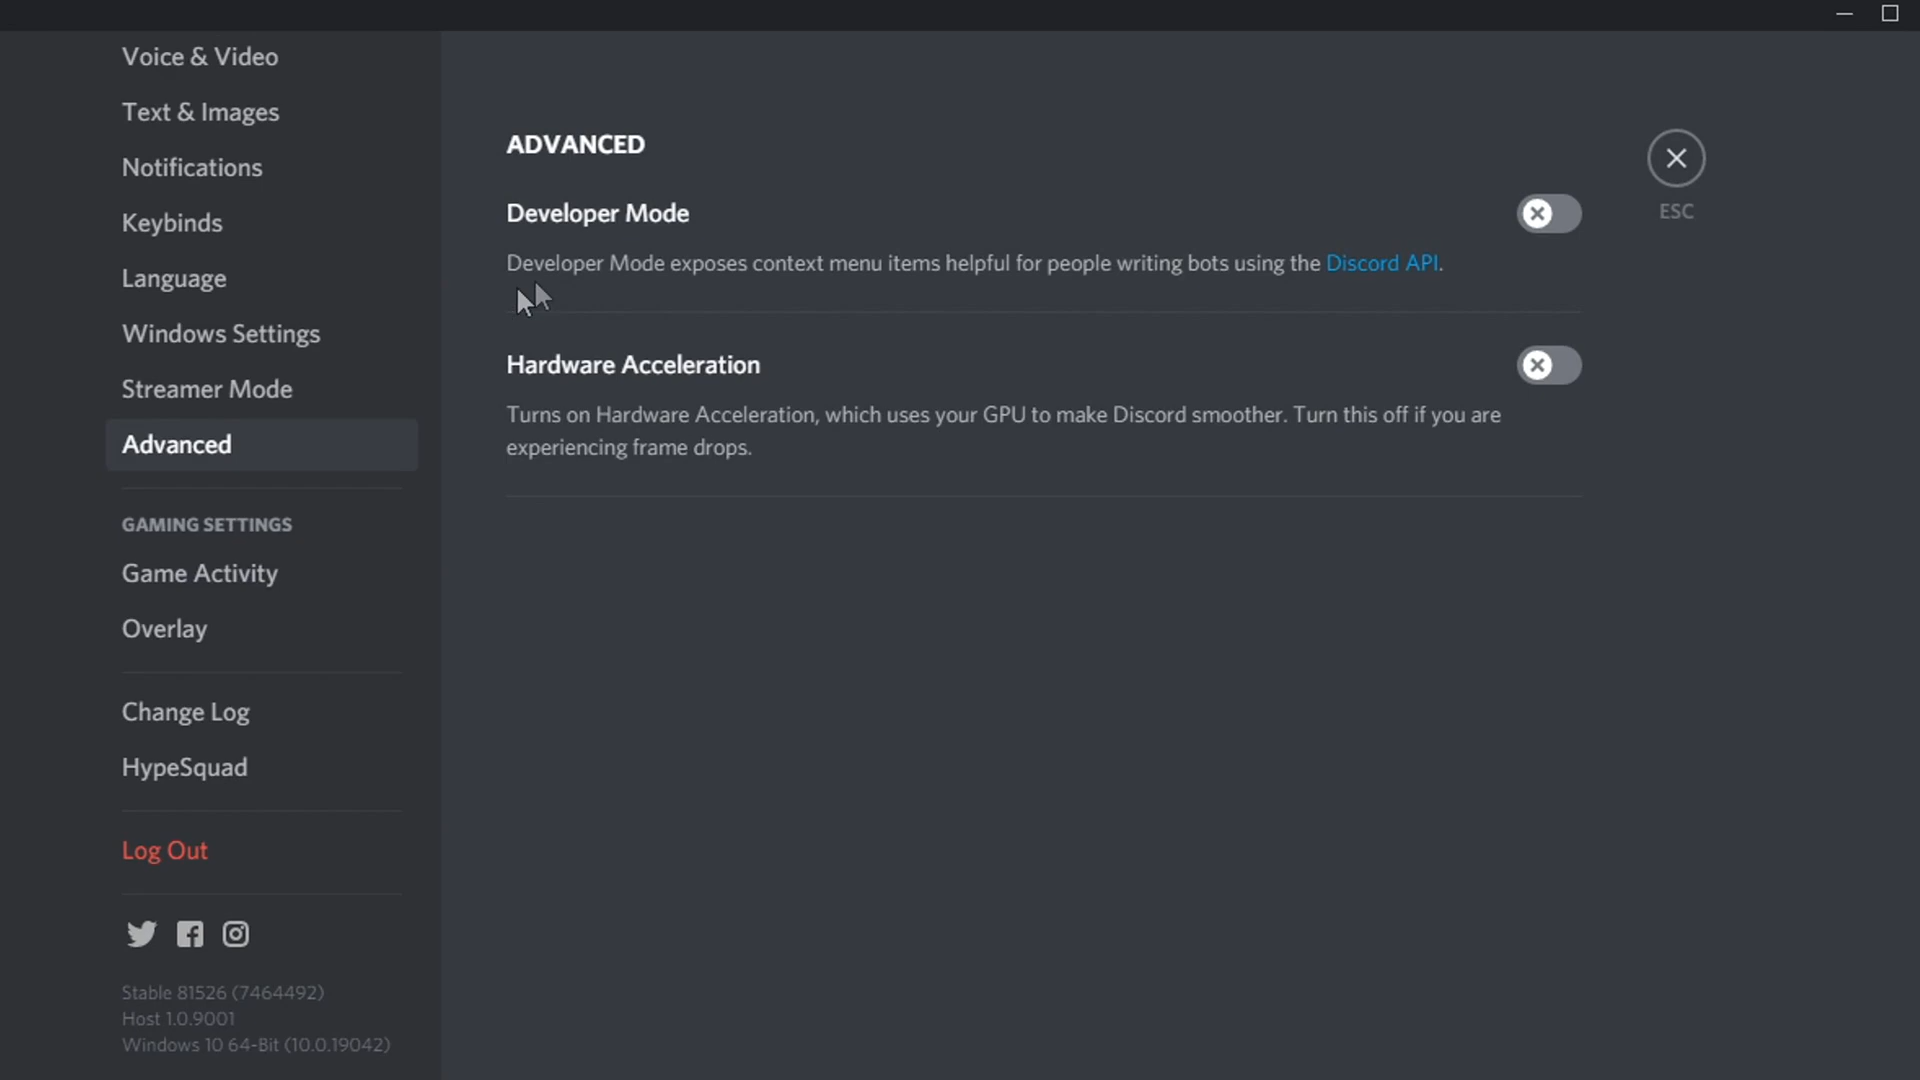 Voice & Video
Text & Images
Notifications
Keybinds
Language
Windows Settings
Streamer Mode
Advanced
GAMING SETTINGS
Game Activity
Overlay
Change Log
HypeSquad
Log Out
Stable 81526 (7464492)
Host 1.0.9001
Windows 10 64-Bit (10.0.19042)
ADVANCED
Developer Mode
Developer Mode exposes context menu items helpful for people writing bots using the Discord API.
Hardware Acceleration
Turns on Hardware Acceleration, which uses your GPU to make Discord smoother. Turn this off if you are
experiencing frame drops.
ESC